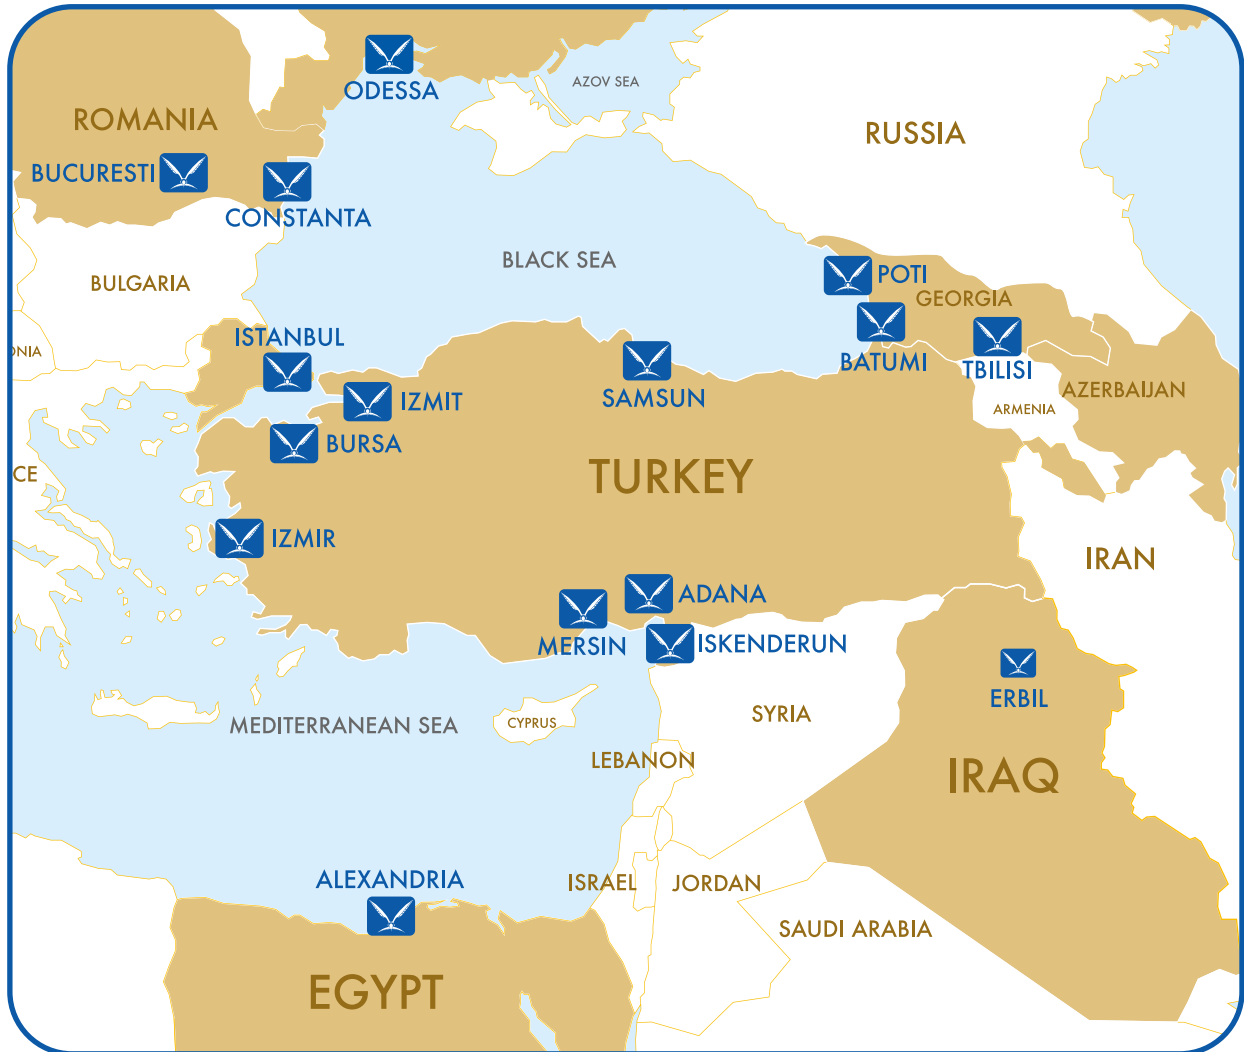 ODESSA
AZOV SEA
ROMANIA
RUSSIA
BUCURESTI
CONSTANTA
BLACK SEA
POTI
BULGARIA
GEORGIA
ISTANBUL
BATUMI
TBILISI
ONIA
IZMIT
SAMSUN
AZERBAIJAN
ARMENIA
BURSA
CE
TURKEY
IZMIR
IRAN
ADANA
MERSIN
ISKENDERUN
ERBIL
SYRIA
CYPRUS
MEDITERRANEAN SEA
LEBANON
IRAQ
ALEXANDRIA
ISRAEL
JORDAN
SAUDI ARABIA
EGYPT